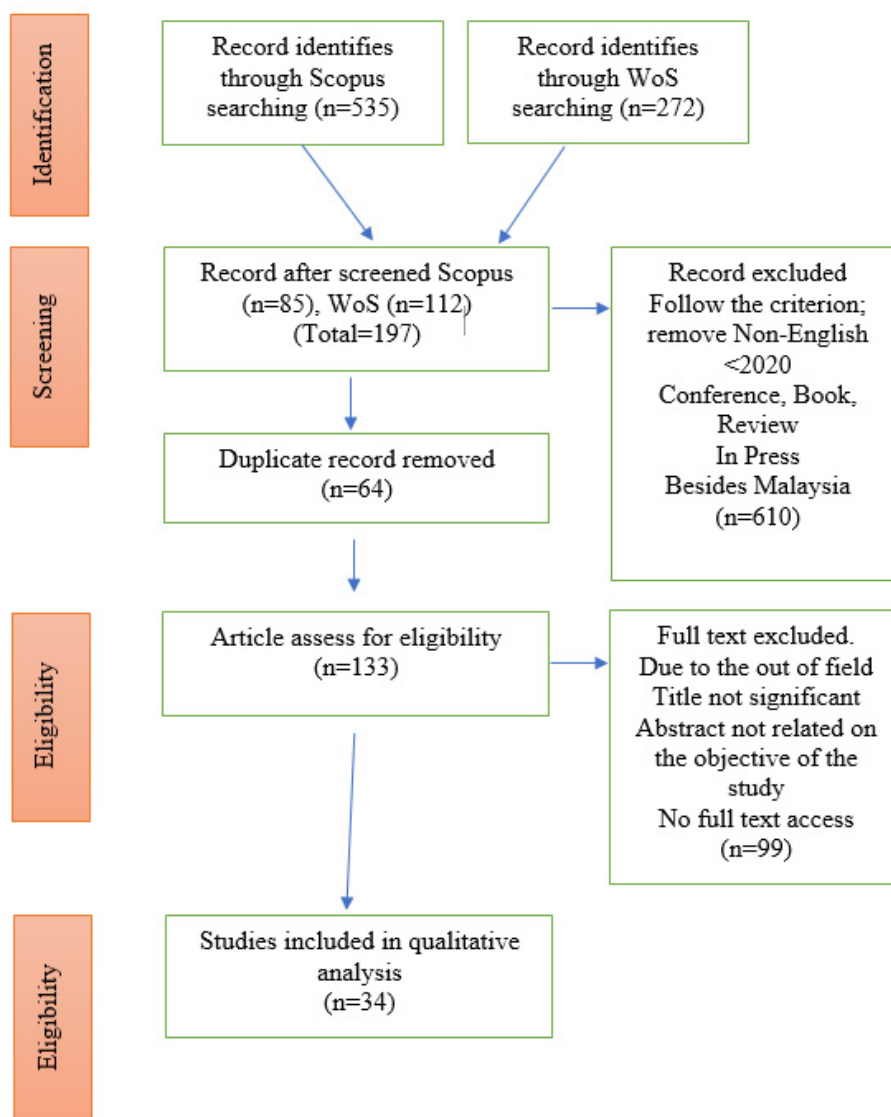 Identification
Record identifies
through Scopus
searching (n=535)
Record identifies
through WoS
searching (n=272)
Screening
Record after screened Scopus
(n=85), WoS (n=112)
(Total=197)
Record excluded
Follow the criterion;
remove Non-English
<2020
Conference, Book,
Review
In Press
Besides Malaysia
(n=610)
Duplicate record removed
(n=64)
Eligibility
Article assess for eligibility
(n=133)
Full text excluded.
Due to the out of field
Title not significant
Abstract not related on
the objective of the
study
No full text access
(n=99)
Eligibility
Studies included in qualitative
analysis
(n=34)